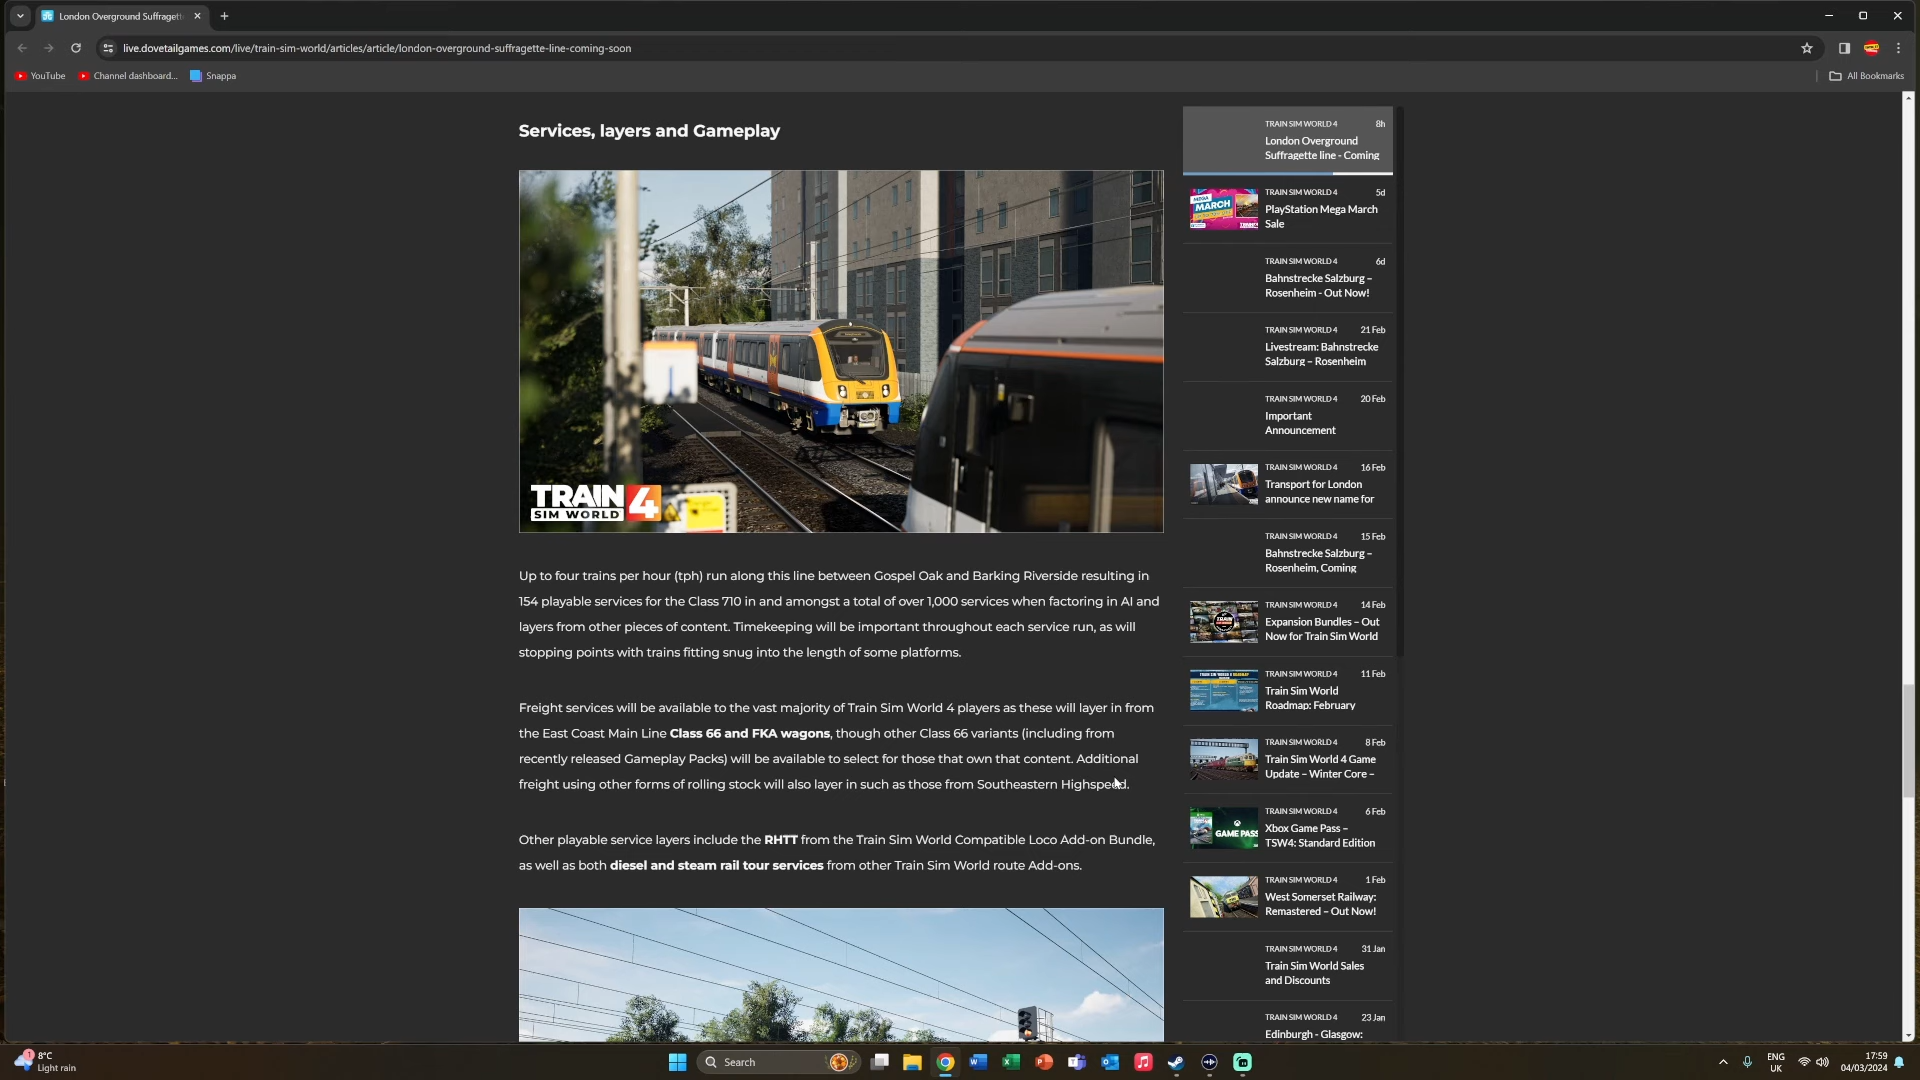 London Overground Suffragett
live.dovetailgames.com/live/train-sim-world/articles/article/london-overground-suffragette-line-coming-soon
YouTube
Channel dashboard...
Snappa
All Bookmarks
Services, layers and Gameplay
TRAIN
SIM WORLD
4
Up to four trains per hour (tph) run along this line between Gospel Oak and Barking Riverside resulting in
154 playable services for the Class 710 in and amongst a total of over 1,000 services when factoring in AI and
layers from other pieces of content. Timekeeping will be important throughout each service run, as will
stopping points with trains fitting snug into the length of some platforms.
Freight services will be available to the vast majority of Train Sim World 4 players as these will layer in from
the East Coast Main Line Class 66 and FKA wagons, though other Class 66 variants (including from
recently released Gameplay Packs) will be available to select for those that own that content. Additional
freight using other forms of rolling stock will also layer in such as those from Southeastern Highspeed.
Other playable service layers include the RHTT from the Train Sim World Compatible Loco Add-on Bundle,
as well as both diesel and steam rail tour services from other Train Sim World route Add-ons.
TRAIN SIM WORLD 4 8h
London Overground
Suffragette line - Coming
TRAIN SIM WORLD 4 5d
PlayStation Mega March
Sale
MEGA
MARCH
TRAIN SIM WORLD 4 6d
Bahnstrecke Salzburg –
Rosenheim - Out Now!
TRAIN SIM WORLD 4 21 Feb
Livestream: Bahnstrecke
Salzburg – Rosenheim
TRAIN SIM WORLD 4 20 Feb
Important
Announcement
TRAIN SIM WORLD 4 16 Feb
Transport for London
announce new name for
TRAIN SIM WORLD 4 15 Feb
Bahnstrecke Salzburg –
Rosenheim, Coming
TRAIN SIM WORLD 4 14 Feb
Expansion Bundles – Out
Now for Train Sim World
TRAIN SIM WORLD 4 11 Feb
Train Sim World
Roadmap: February
TRAIN SIM WORLD 4 8 Feb
Train Sim World 4 Game
Update – Winter Core –
TRAIN SIM WORLD 4 6 Feb
Xbox Game Pass –
TSW4: Standard Edition
GAME PASS
TRAIN SIM WORLD 4 1 Feb
West Somerset Railway:
Remastered – Out Now!
TRAIN SIM WORLD 4 31 Jan
Train Sim World Sales
and Discounts
TRAIN SIM WORLD 4 23 Jan
Edinburgh - Glasgow:
1
8°C
Light rain
Search
ENG
UK
17:59
04/03/2024